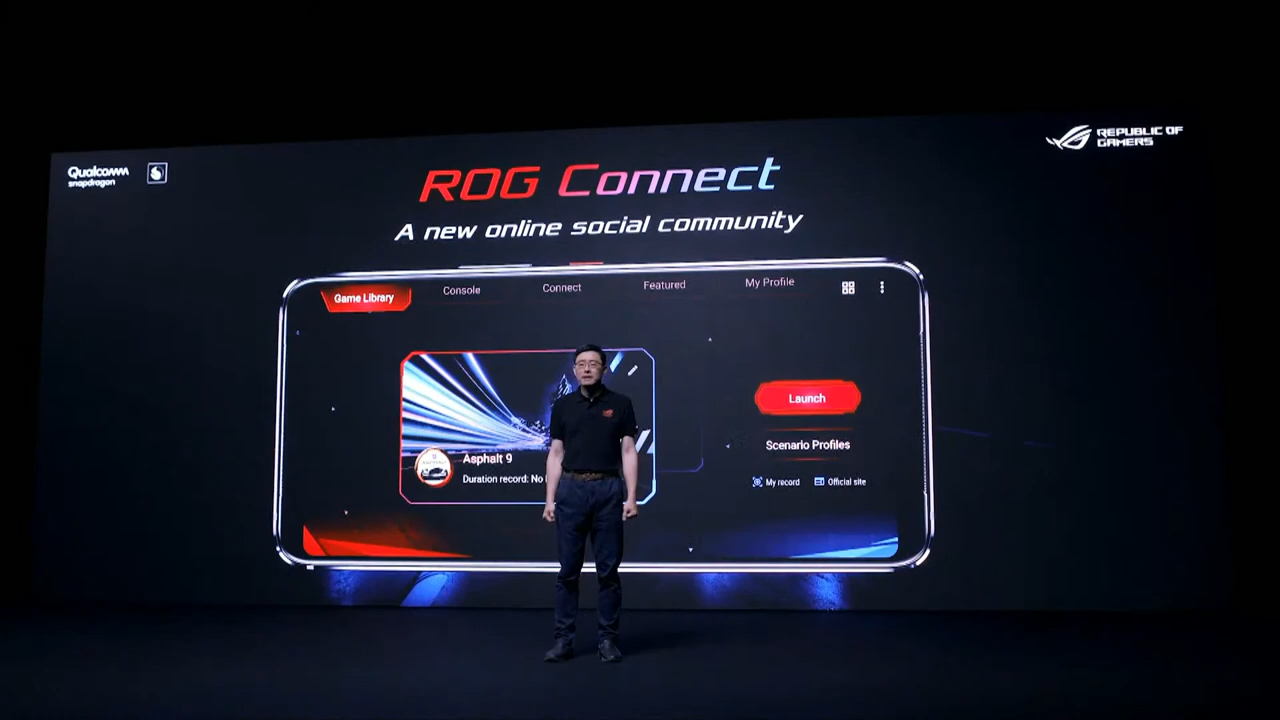 Qualcomm
snapdragon
REPUBLIC OF
GAMERS
ROG Connect
A new online social community
Game Library
Console
Connect
Featured
My Profile
Launch
Asphalt 9
Duration record: No
Scenario Profiles
My record
Official site